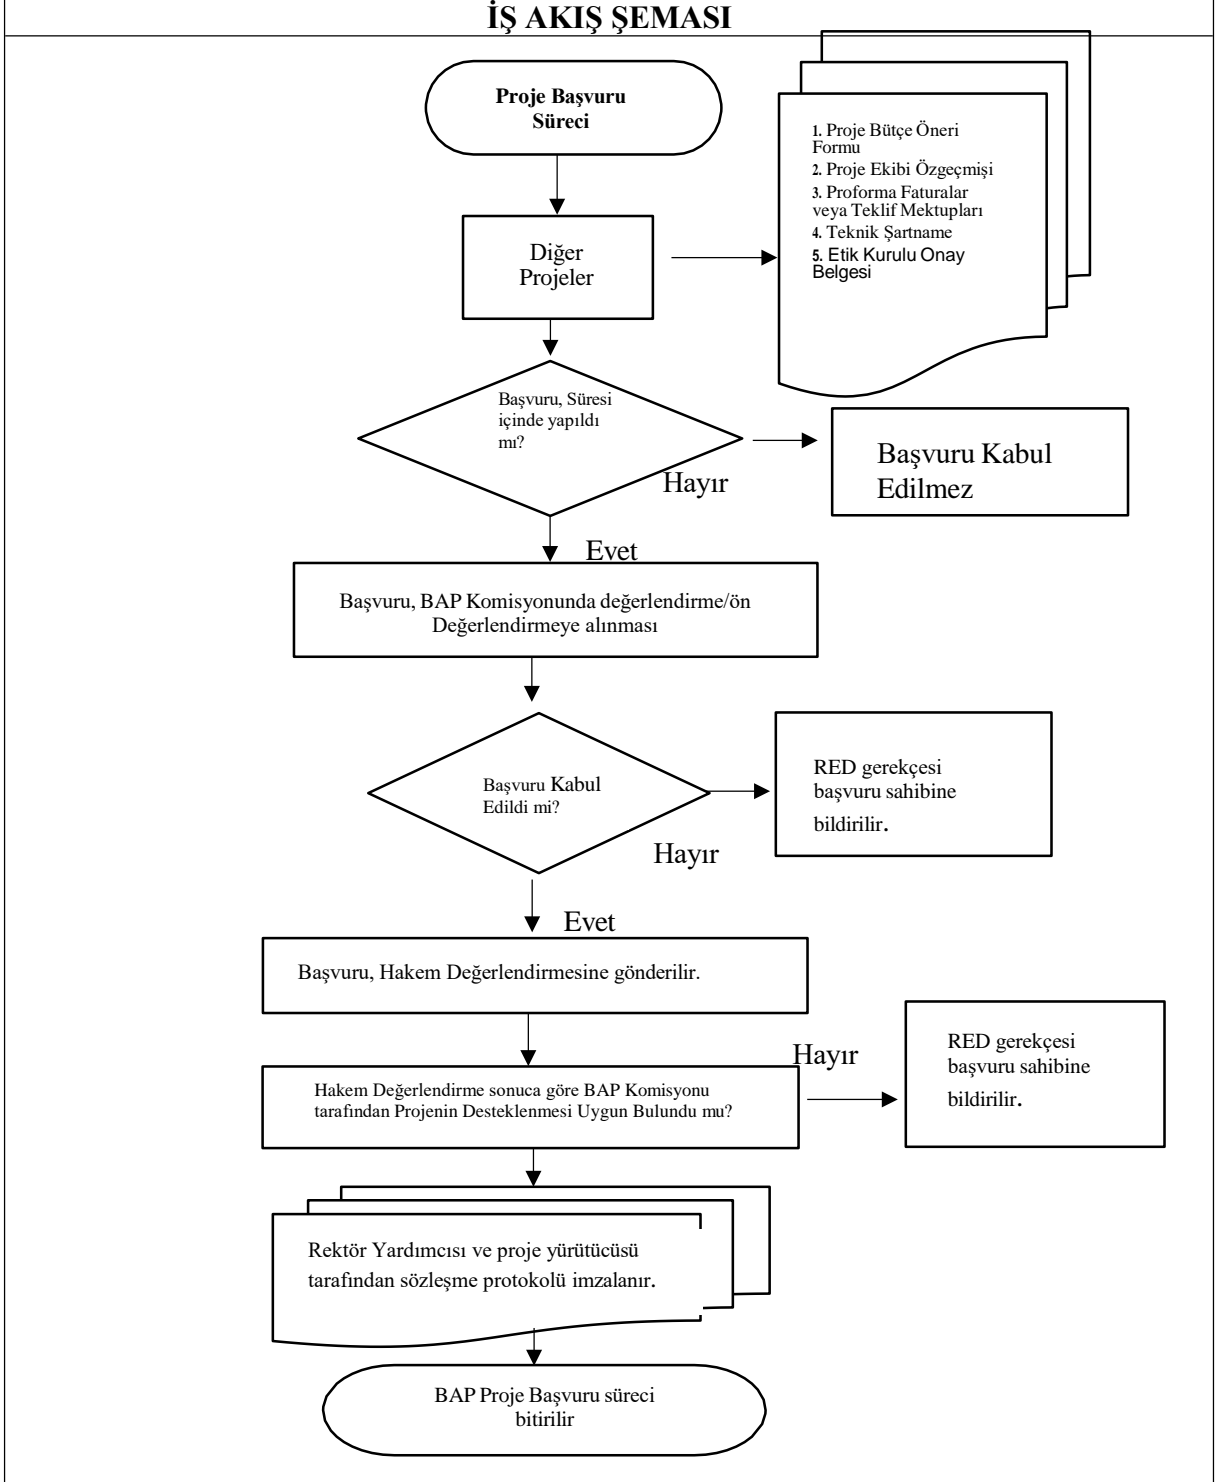 İŞ AKIŞ ŞEMASI
Proje Başvuru
Süreci
1. Proje Bütçe Öneri
Formu
2. Proje Ekibi Özgeçmişi
3. Proforma Faturalar
veya Teklif Mektupları
4. Teknik Şartname
5. Etik Kurulu Onay
Belgesi
Diğer
Projeler
Başvuru, Süresi
içinde yapıldı
mı?
Hayır
Başvuru Kabul
Edilmez
Evet
Başvuru, BAP Komisyonunda değerlendirme/ön
Değerlendirmeye alınması
Başvuru Kabul
Edildi mi?
Hayır
RED gerekçesi
başvuru sahibine
bildirilir.
Evet
Başvuru, Hakem Değerlendirmesine gönderilir.
Hakem Değerlendirme sonuca göre BAP Komisyonu
tarafından Projenin Desteklenmesi Uygun Bulundu mu?
Hayır
RED gerekçesi
başvuru sahibine
bildirilir.
Rektör Yardımcısı ve proje yürütücüsü
tarafından sözleşme protokolü imzalanır.
BAP Proje Başvuru süreci
bitirilir